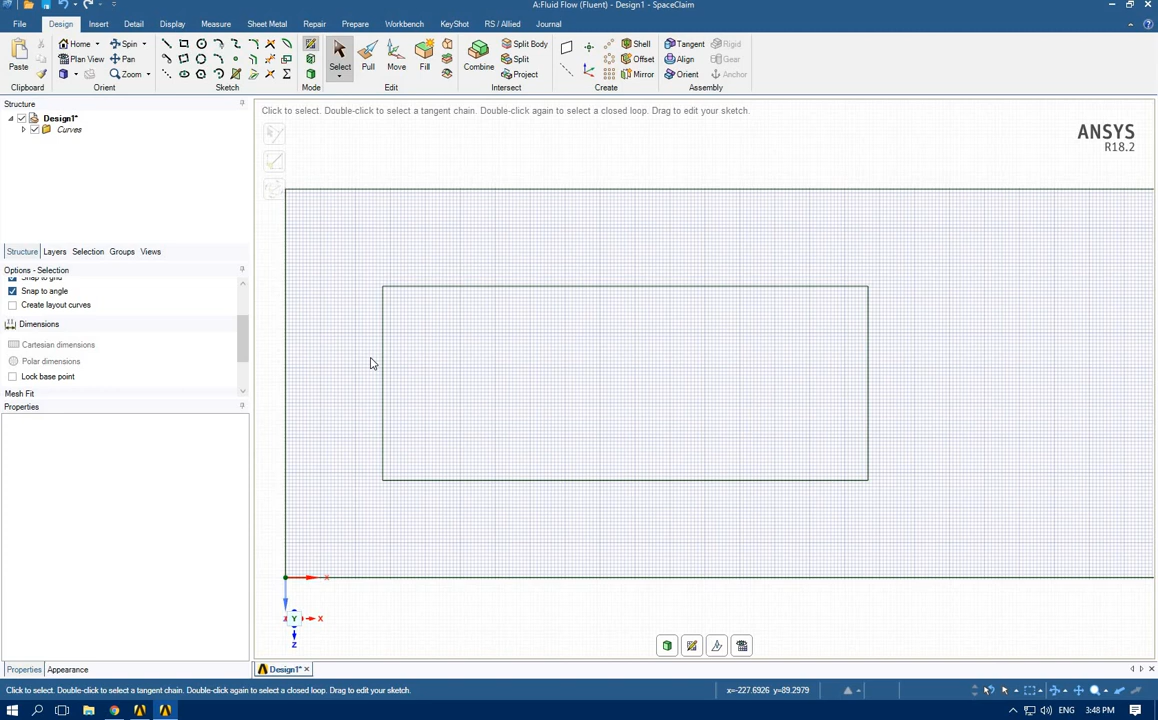 A:Fluid Flow (Fluent) - Design1 - SpaceClaim
File Design Insert Detail Display Measure Sheet Metal Repair Prepare Workbench KeyShot RS / Allied Journal
Home Spin Select Pull Move Fill Combine Split Body Shell Tangent Rigid
Paste Plan View Pan Split Offset Align Gear
Zoom Project Mirror Orient Anchor
Clipboard Orient Sketch Mode Edit Intersect Create Assembly
Structure
Click to select. Double-click to select a tangent chain. Double-click again to select a closed loop. Drag to edit your sketch.
Design1*
Curves
ANSYS
R18.2
Structure Layers Selection Groups Views
Options - Selection
Snap to grid
Snap to angle
Create layout curves
Dimensions
Cartesian dimensions
Polar dimensions
Lock base point
Mesh Fit
Properties
X
Y X
Z
Properties Appearance
Design1*
Click to select. Double-click to select a tangent chain. Double-click again to select a closed loop. Drag to edit your sketch.
x=-227.6926 y=89.2979
ENG 3:48 PM